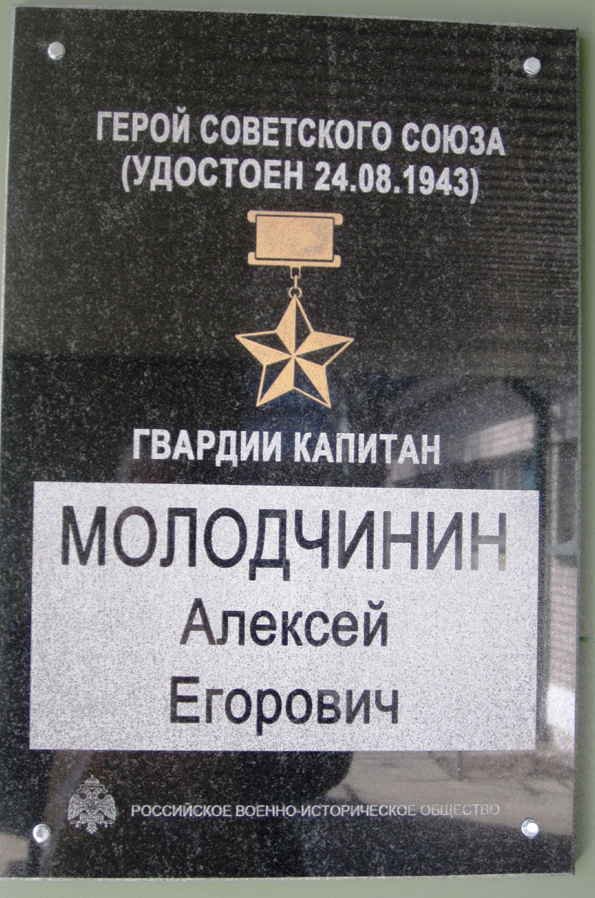 ГЕРОЙ СОВЕТСКОГО СОЮЗА
(УДОСТОЕН 24.08.1943)
ГВАРДИИ КАПИТАН
МОЛОДЧИНИН
Алексей
Егорович
РОССИЙСКОЕ ВОЕННО-ИСТОРИЧЕСКОЕ ОБЩЕСТВО